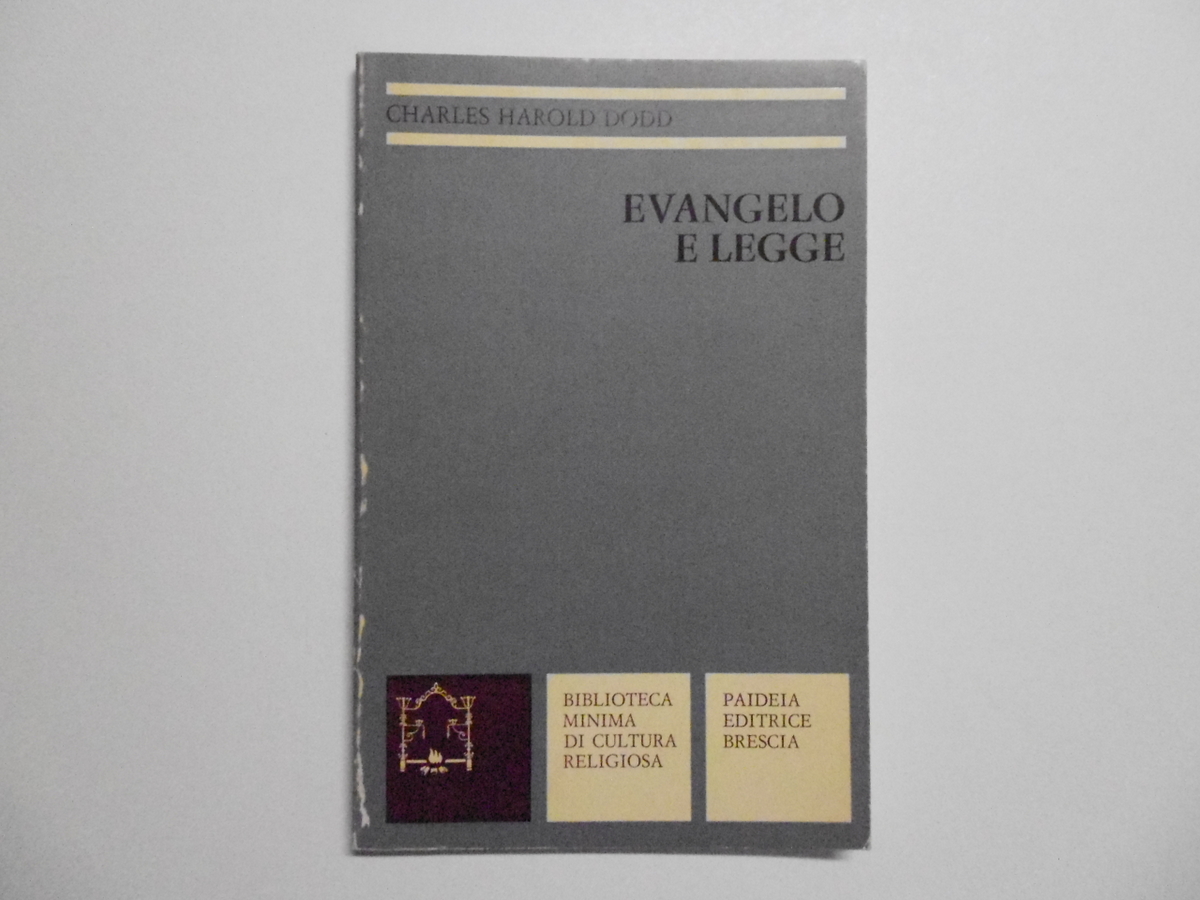 CHARLES HAROLD DODD
EVANGELO
E LEGGE
BIBLIOTECA
MINIMA
DI CULTURA
RELIGIOSA
PAIDEIA
EDITRICE
BRESCIA